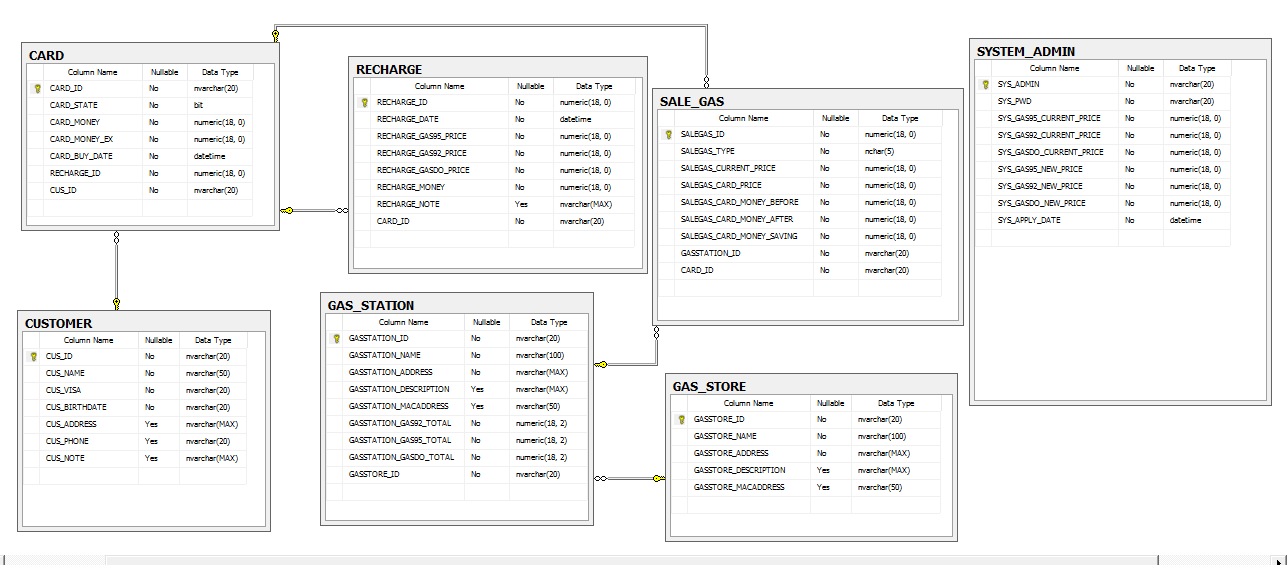 CARD
Column Name Nullable Data Type
CARD_ID No nvarchar(20)
CARD_STATE No bit
CARD_MONEY No numeric(18, 0)
CARD_MONEY_EX No numeric(18, 0)
CARD_BUY_DATE No datetime
RECHARGE_ID No numeric(18, 0)
CUS_ID No nvarchar(20)
RECHARGE
Column Name Nullable Data Type
RECHARGE_ID No numeric(18, 0)
RECHARGE_DATE No datetime
RECHARGE_GAS95_PRICE No numeric(18, 0)
RECHARGE_GAS92_PRICE No numeric(18, 0)
RECHARGE_GASDO_PRICE No numeric(18, 0)
RECHARGE_MONEY No numeric(18, 0)
RECHARGE_NOTE Yes nvarchar(MAX)
CARD_ID No nvarchar(20)
SALE_GAS
Column Name Nullable Data Type
SALEGAS_ID No numeric(18, 0)
SALEGAS_TYPE No nchar(5)
SALEGAS_CURRENT_PRICE No numeric(18, 0)
SALEGAS_CARD_PRICE No numeric(18, 0)
SALEGAS_CARD_MONEY_BEFORE No numeric(18, 0)
SALEGAS_CARD_MONEY_AFTER No numeric(18, 0)
SALEGAS_CARD_MONEY_SAVING No numeric(18, 0)
GASSTATION_ID No nvarchar(20)
CARD_ID No nvarchar(20)
SYSTEM_ADMIN
Column Name Nullable Data Type
SYS_ADMIN No nvarchar(20)
SYS_PWD No nvarchar(20)
SYS_GAS95_CURRENT_PRICE No numeric(18, 0)
SYS_GAS92_CURRENT_PRICE No numeric(18, 0)
SYS_GASDO_CURRENT_PRICE No numeric(18, 0)
SYS_GAS95_NEW_PRICE No numeric(18, 0)
SYS_GAS92_NEW_PRICE No numeric(18, 0)
SYS_GASDO_NEW_PRICE No numeric(18, 0)
SYS_APPLY_DATE No datetime
CUSTOMER
Column Name Nullable Data Type
CUS_ID No nvarchar(20)
CUS_NAME No nvarchar(50)
CUS_VISA No nvarchar(20)
CUS_BIRTHDATE No nvarchar(20)
CUS_ADDRESS Yes nvarchar(MAX)
CUS_PHONE Yes nvarchar(20)
CUS_NOTE Yes nvarchar(MAX)
GAS_STATION
Column Name Nullable Data Type
GASSTATION_ID No nvarchar(20)
GASSTATION_NAME No nvarchar(100)
GASSTATION_ADDRESS No nvarchar(MAX)
GASSTATION_DESCRIPTION Yes nvarchar(MAX)
GASSTATION_MACADDRESS Yes nvarchar(50)
GASSTATION_GAS92_TOTAL No numeric(18, 2)
GASSTATION_GAS95_TOTAL No numeric(18, 2)
GASSTATION_GASDO_TOTAL No numeric(18, 2)
GASSTORE_ID No nvarchar(20)
GAS_STORE
Column Name Nullable Data Type
GASSTORE_ID No nvarchar(20)
GASSTORE_NAME No nvarchar(100)
GASSTORE_ADDRESS No nvarchar(MAX)
GASSTORE_DESCRIPTION Yes nvarchar(MAX)
GASSTORE_MACADDRESS Yes nvarchar(50)